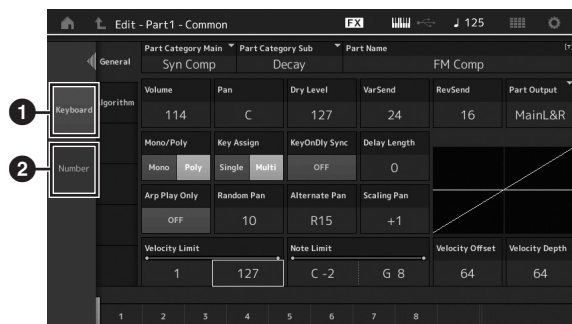 Edit - Part1 - Common FX 125
Part Category Main Part Category Sub Part Name
General Syn Comp Decay FM Comp
Volume Pan Dry Level VarSend RevSend Part Output
1 Keyboard Algorithm 114 C 127 24 16 MainL&R
Mono/Poly Key Assign KeyOnDly Sync Delay Length
2 Number Mono Poly Single Multi OFF 0
Arp Play Only Random Pan Alternate Pan Scaling Pan
OFF 10 R15 +1
Velocity Limit Note Limit Velocity Offset Velocity Depth
1 127 C -2 G 8 64 64
1 2 3 4 5 6 7 8